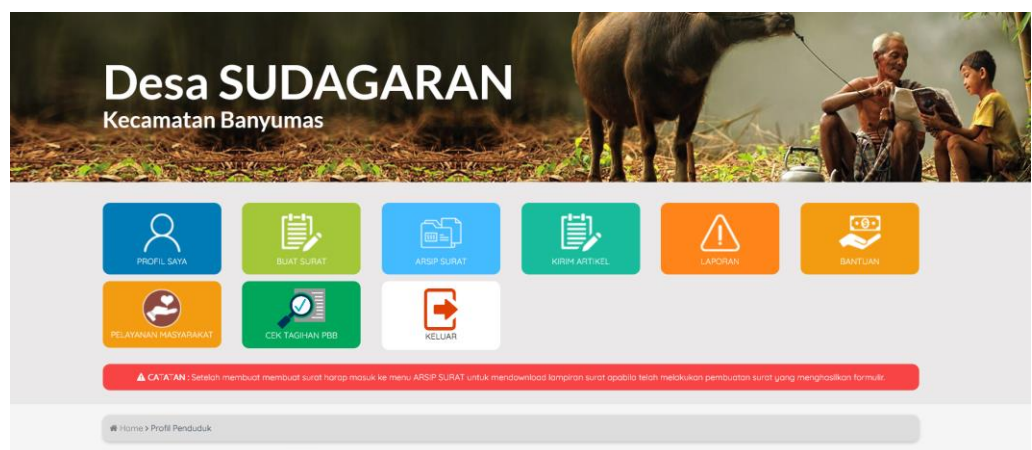 Desa SUDAGARAN
Kecamatan Banyumas
PROFIL SAYA
BUAT SURAT
ARSIP SURAT
KIRIM ARTIKEL
LAPORAN
BANTUAN
PELAYANAN MASYARAKAT
CEK TAGIHAN PBB
KELUAR
CATATAN : Setelah membuat membuat surat harap masuk ke menu ARSIP SURAT untuk mendownload lampiran surat apabila telah melakukan pembuatan surat yang menghasilkan formulir.
Home > Profil Penduduk